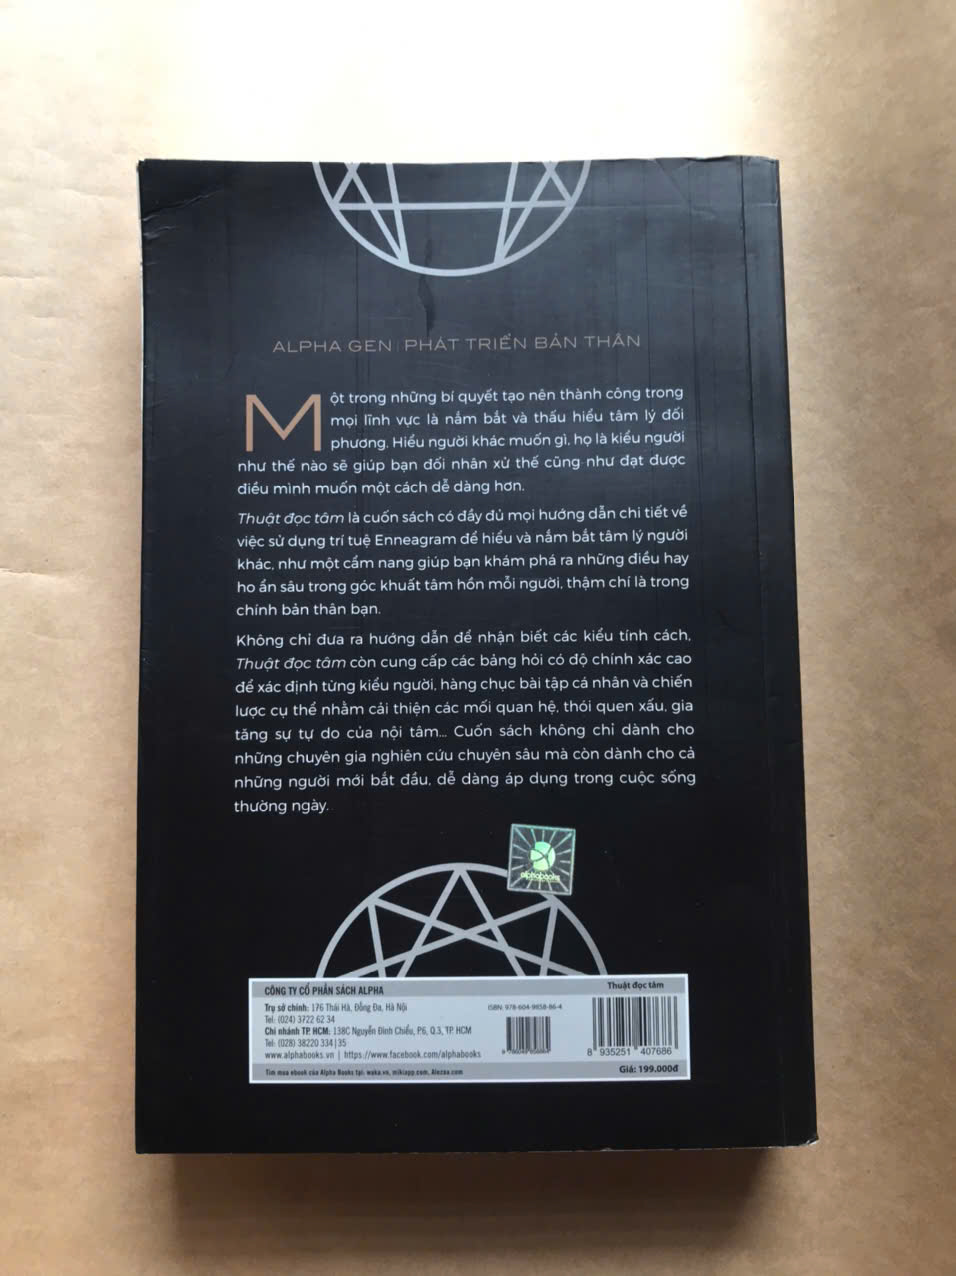 ALPHA GEN | PHÁT TRIỂN BẢN THÂN
Một trong những bí quyết tạo nên thành công trong
mọi lĩnh vực là nắm bắt và thấu hiểu tâm lý đối
phương. Hiểu người khác muốn gì, họ là kiểu người
như thế nào sẽ giúp bạn đối nhân xử thế cũng như đạt được
điều mình muốn một cách dễ dàng hơn.
Thuật đọc tâm là cuốn sách có đầy đủ mọi hướng dẫn chi tiết về
việc sử dụng trí tuệ Enneagram để hiểu và nắm bắt tâm lý người
khác, như một cẩm nang giúp bạn khám phá ra những điều hay
ho ẩn sâu trong góc khuất tâm hồn mỗi người, thậm chí là trong
chính bản thân bạn.
Không chỉ đưa ra hướng dẫn để nhận biết các kiểu tính cách,
Thuật đọc tâm còn cung cấp các bảng hỏi có độ chính xác cao
để xác định từng kiểu người, hàng chục bài tập cá nhân và chiến
lược cụ thể nhằm cải thiện các mối quan hệ, thói quen xấu, gia
tăng sự tự do của nội tâm... Cuốn sách không chỉ dành cho
những chuyên gia nghiên cứu chuyên sâu mà còn dành cho cả
những người mới bắt đầu, dễ dàng áp dụng trong cuộc sống
thường ngày.
alphabooks
CÔNG TY CỔ PHẦN SÁCH ALPHA
Trụ sở chính: 176 Thái Hà, Đống Đa, Hà Nội
Tel: (024) 3722 62 34
Chi nhánh TP. HCM: 138C Nguyễn Đình Chiểu, P.6, Q.3, TP. HCM
Tel: (028) 38220 334|35
www.alphabooks.vn | https://www.facebook.com/alphabooks
Tìm mua ebook của Alpha Books tại: waka.vn, mikiapp.com, Alezaa.com
Thuật đọc tâm
ISBN: 978-604-9858-86-4
9 786049 858864
8 935251 407686
Giá: 199.000đ